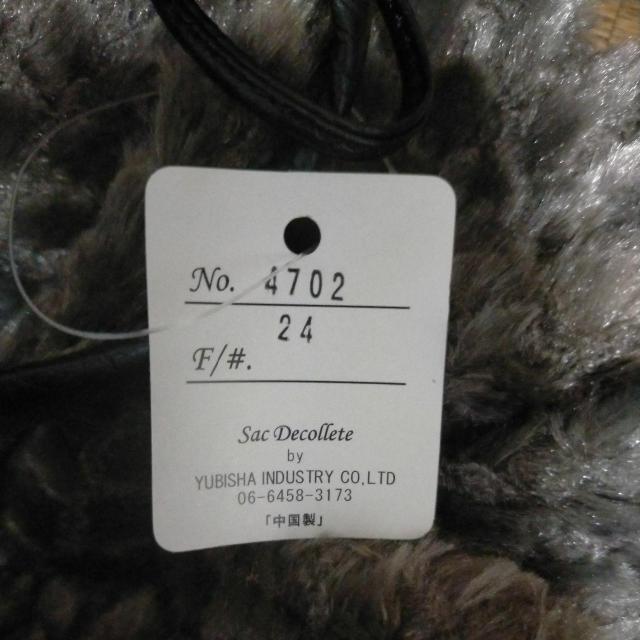 No. 4702
24
F/#.
Sac Decollete
by
YUBISHA INDUSTRY CO,LTD
06-6458-3173
「中国製」